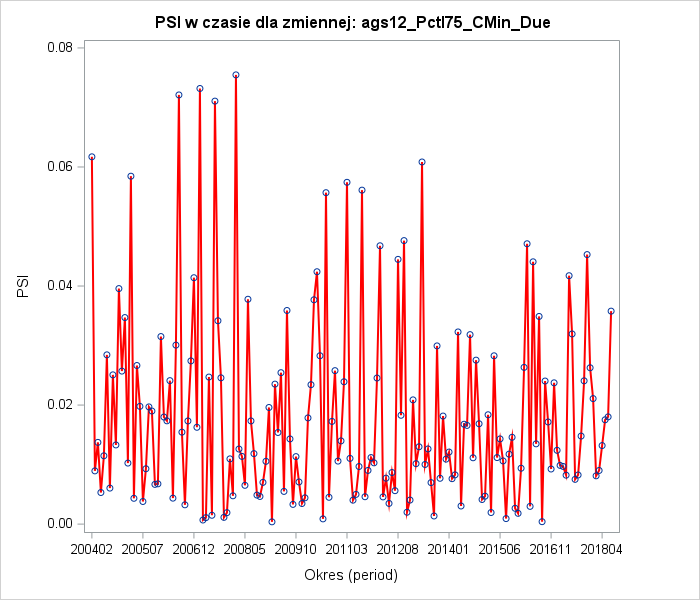 PSI w czasie dla zmiennej: ags12_Pctl75_CMin_Due
0.08
0.06
0.04
0.02
0.00
PSI
200402 200507 200612 200805 200910 201103 201208 201401 201506 201611 201804
Okres (period)